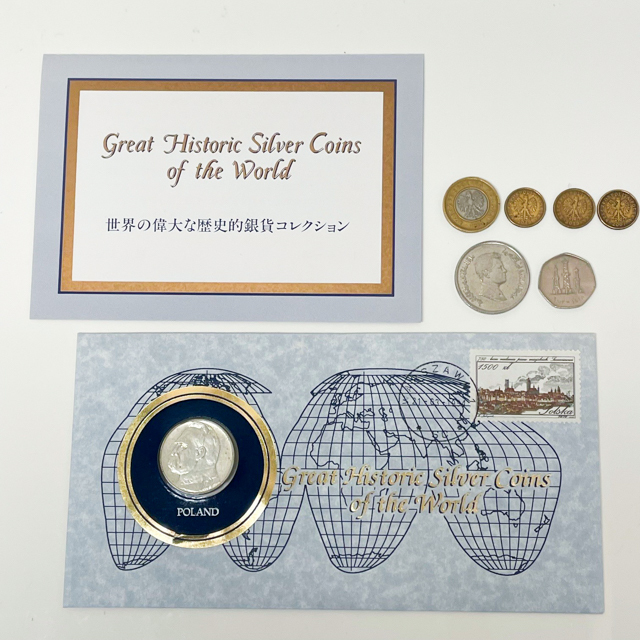 Great Historic Silver Coins
of the World
世界の偉大な歴史的銀貨コレクション
1500 zł
Polska
Great Historic Silver Coins
of the World
POLAND